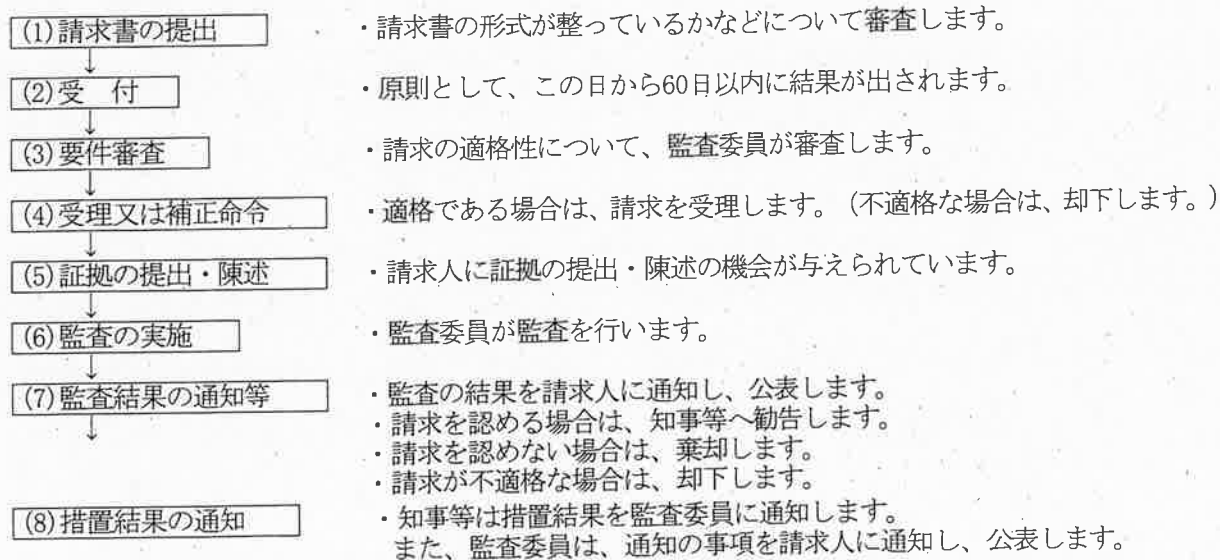 (1)請求書の提出 ・請求書の形式が整っているかなどについて審査します。
↓
(2)受　付 ・原則として、この日から60日以内に結果が出されます。
↓
(3)要件審査 ・請求の適格性について、監査委員が審査します。
↓
(4)受理又は補正命令 ・適格である場合は、請求を受理します。（不適格な場合は、却下します。）
↓
(5)証拠の提出・陳述 ・請求人に証拠の提出・陳述の機会が与えられています。
↓
(6)監査の実施 ・監査委員が監査を行います。
↓
(7)監査結果の通知等 ・監査の結果を請求人に通知し、公表します。
↓ ・請求を認める場合は、知事等へ勧告します。
・請求を認めない場合は、棄却します。
・請求が不適格な場合は、却下します。
(8)措置結果の通知 ・知事等は措置結果を監査委員に通知します。
また、監査委員は、通知の事項を請求人に通知し、公表します。